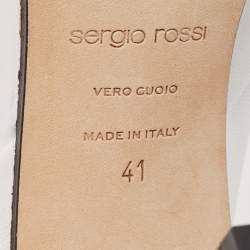 sergio rossi
VERO CUOIO
MADE IN ITALY
41